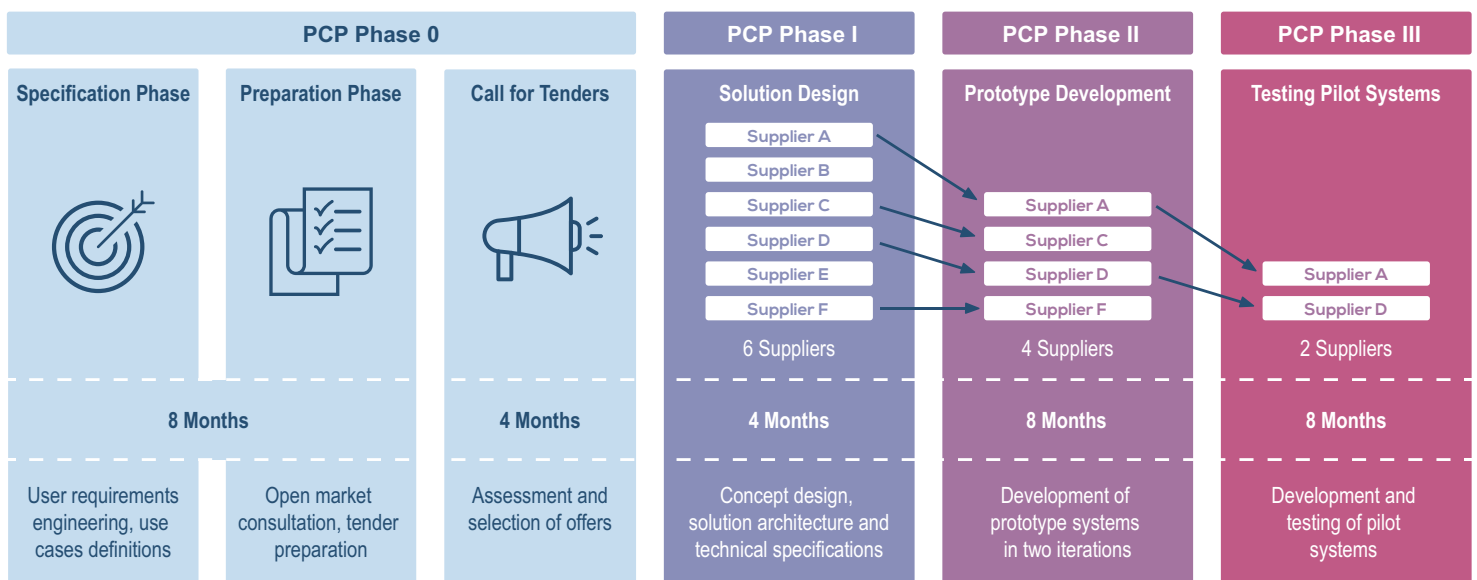 PCP Phase 0
PCP Phase I
PCP Phase II
PCP Phase III
Specification Phase
Preparation Phase
Call for Tenders
Solution Design
Prototype Development
Testing Pilot Systems
Supplier A
Supplier B
Supplier C
Supplier D
Supplier E
Supplier F
6 Suppliers
Supplier A
Supplier C
Supplier D
Supplier F
4 Suppliers
Supplier A
Supplier D
2 Suppliers
8 Months
4 Months
4 Months
8 Months
8 Months
User requirements
engineering, use
cases definitions
Open market
consultation, tender
preparation
Assessment and
selection of offers
Concept design,
solution architecture and
technical specifications
Development of
prototype systems
in two iterations
Development and
testing of pilot
systems